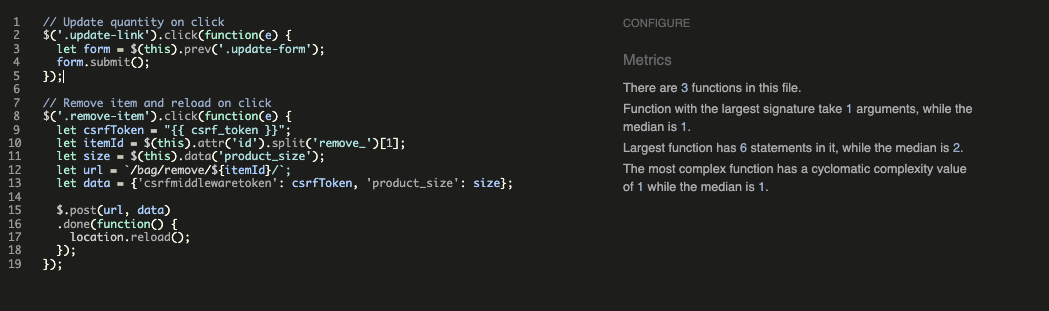 1 // Update quantity on click
2 $('.update-link').click(function(e) {
3 let form = $(this).prev('.update-form');
4 form.submit();
5 });
6
7 // Remove item and reload on click
8 $('.remove-item').click(function(e) {
9 let csrfToken = "{{ csrf_token }}";
10 let itemId = $(this).attr('id').split('remove_')[1];
11 let size = $(this).data('product_size');
12 let url = `/bag/remove/${itemId}/`;
13 let data = {'csrfmiddlewaretoken': csrfToken, 'product_size': size};
14
15 $.post(url, data)
16 .done(function() {
17 location.reload();
18 });
19 });
CONFIGURE
Metrics
There are 3 functions in this file.
Function with the largest signature take 1 arguments, while the
median is 1.
Largest function has 6 statements in it, while the median is 2.
The most complex function has a cyclomatic complexity value
of 1 while the median is 1.